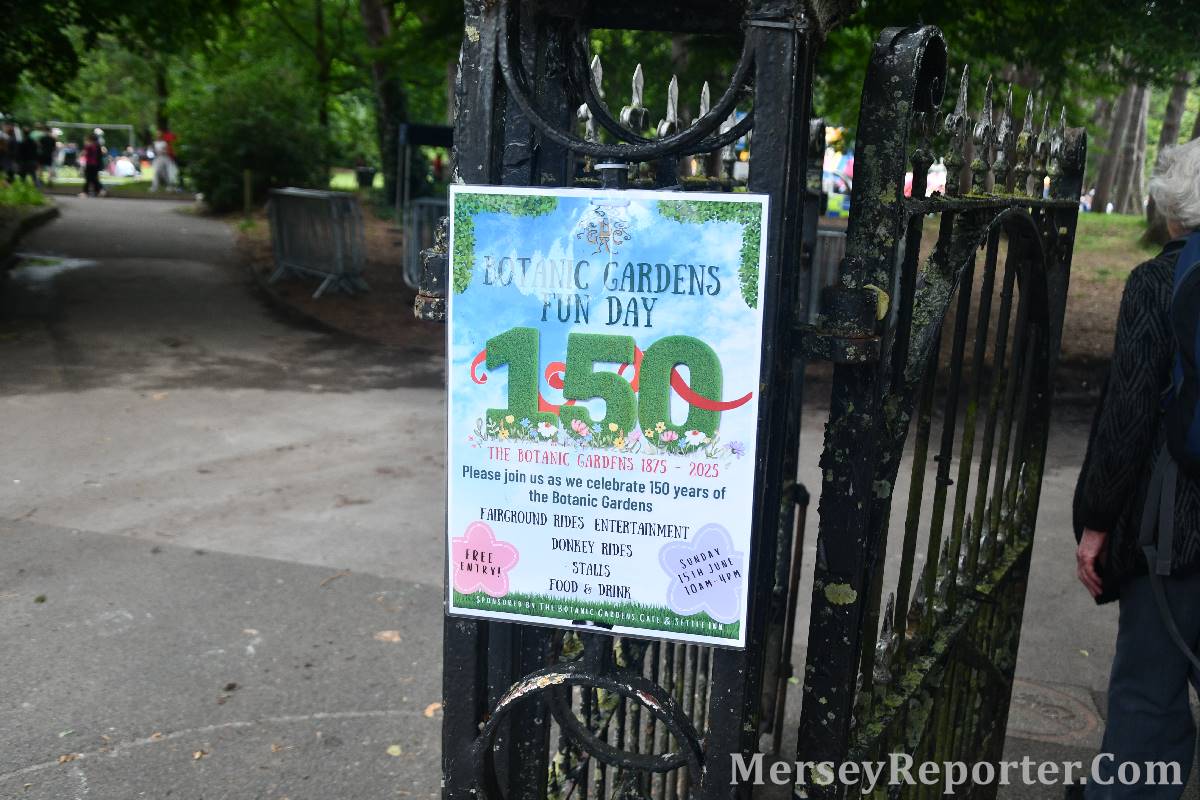 BOTANIC GARDENS
FUN DAY
150
THE BOTANIC GARDENS 1875 - 2025
Please join us as we celebrate 150 years of
the Botanic Gardens
FAIRGROUND RIDES ENTERTAINMENT
DONKEY RIDES
STALLS
FOOD & DRINK
FREE
ENTRY!
SUNDAY
15TH JUNE
10AM-4PM
SPONSORED BY THE BOTANIC GARDENS CAFE & SETTLE INN
MerseyReporter.Com